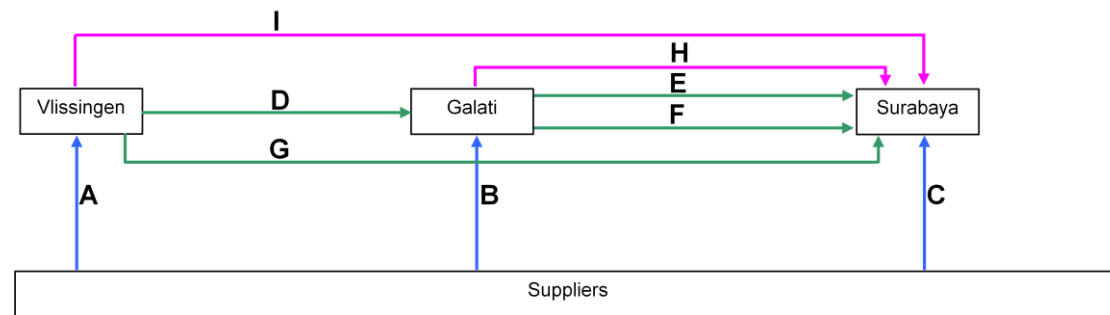 I
H
Vlissingen
D
Galati
E
Surabaya
F
G
A
B
C
Suppliers